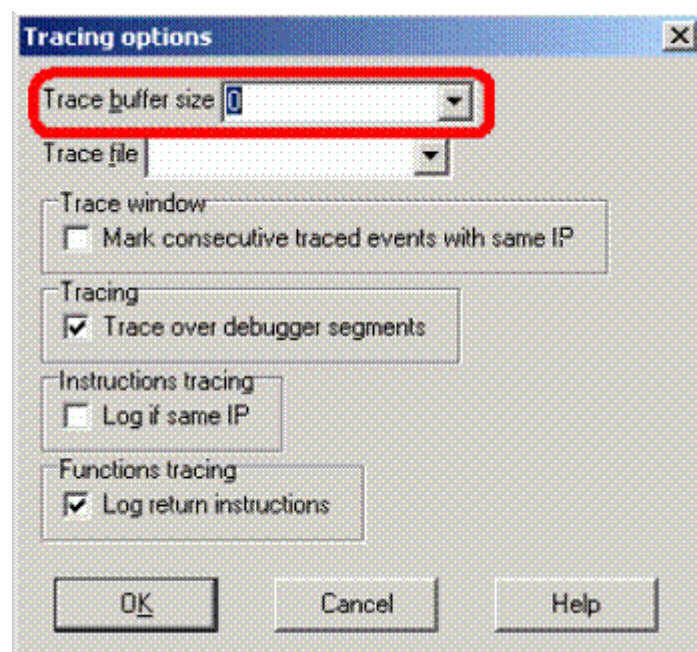 Tracing options
Trace buffer size 0
Trace file
Trace window
Mark consecutive traced events with same IP
Tracing
Trace over debugger segments
Instructions tracing
Log if same IP
Functions tracing
Log return instructions
OK Cancel Help